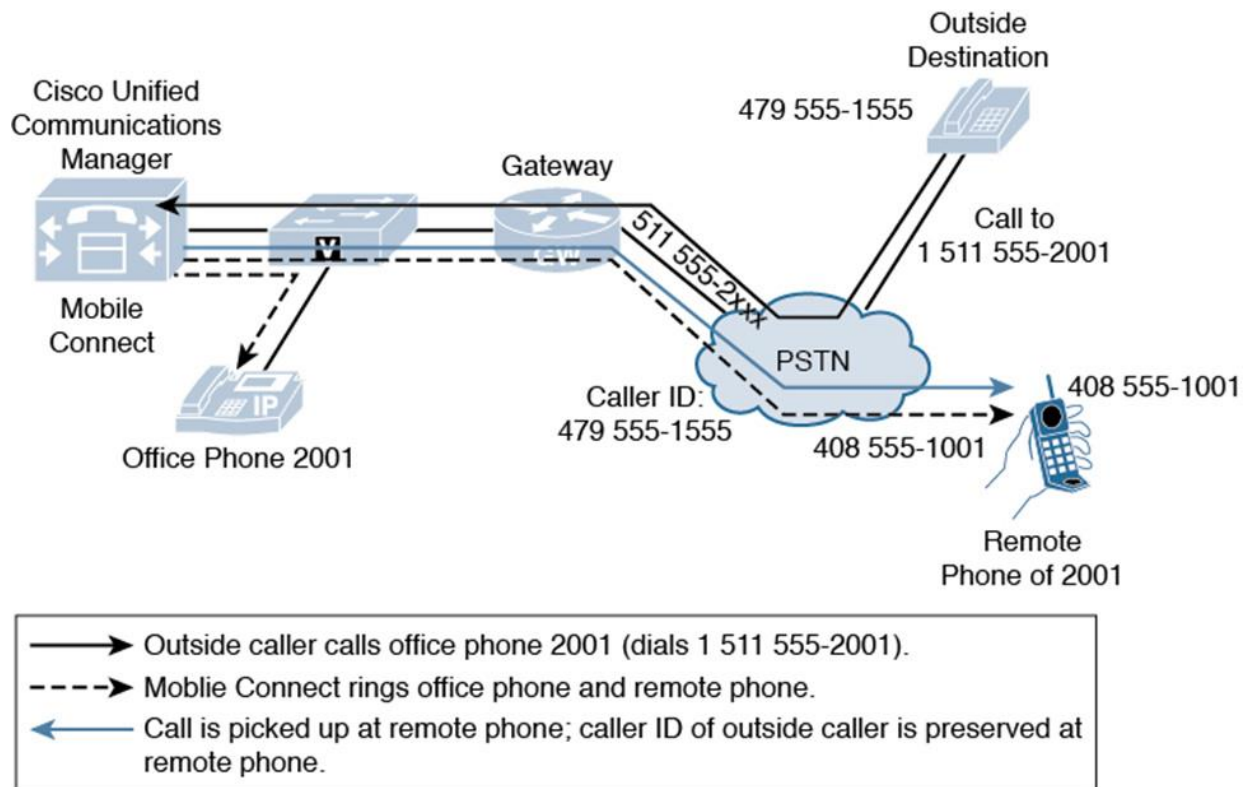 Outside
Destination
479 555-1555
Cisco Unified
Communications
Manager
Gateway
Call to
1 511 555-2001
511 555-2xxx
V
GW
Mobile
Connect
PSTN
IP
Caller ID:
479 555-1555
408 555-1001
408 555-1001
Office Phone 2001
Remote
Phone of 2001
Outside caller calls office phone 2001 (dials 1 511 555-2001).
Moblie Connect rings office phone and remote phone.
Call is picked up at remote phone; caller ID of outside caller is preserved at
remote phone.